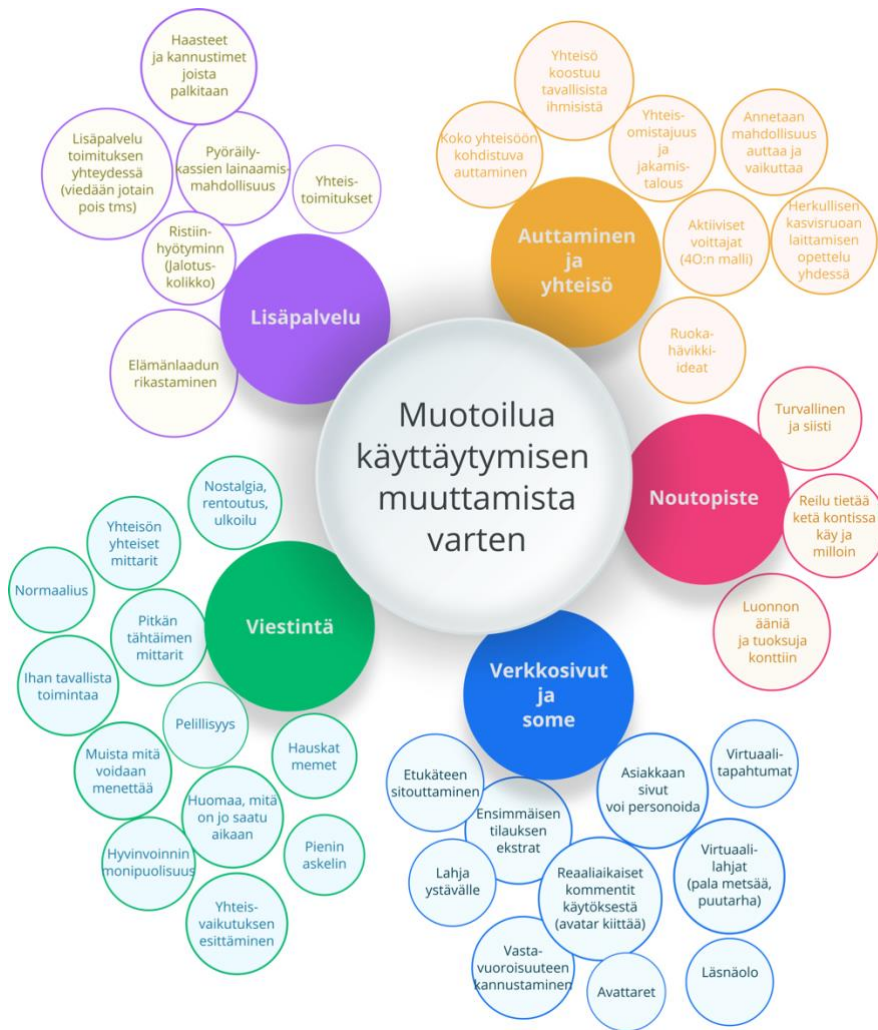 Haasteet
ja kannustimet
joista
palkitaan
Lisäpalvelu
toimituksen
yhteydessä
(viedään jotain
pois tms)
Pyöräily-
kassien lainaamis-
mahdollisuus
Yhteis-
toimitukset
Ristiin-
hyötyminn
(Jalotus-
kolikko)
Elämänlaadun
rikastaminen
Lisäpalvelu
Yhteisö
koostuu
tavallisista
ihmisistä
Koko yhteisöön
kohdistuva
auttaminen
Yhteis-
omistajuus
ja
jakamis-
talous
Annetaan
mahdollisuus
auttaa ja
vaikuttaa
Aktiiviset
voittajat
(4O:n malli)
Herkullisen
kasvisruoan
laittamisen
opettelu
yhdessä
Ruoka-
hävikki-
ideat
Auttaminen
ja
yhteisö
Muotoilua
käyttäytymisen
muuttamista
varten
Turvallinen
ja siisti
Reilu tietää
ketä kontissa
käy ja
milloin
Luonnon
ääniä
ja tuoksuja
konttiin
Noutopiste
Nostalgia,
rentoutus,
ulkoilu
Yhteisön
yhteiset
mittarit
Normaalius
Pitkän
tähtäimen
mittarit
Ihan tavallista
toimintaa
Pelillisyys
Muista mitä
voidaan
menettää
Hauskat
memet
Huomaa, mitä
on jo saatu
aikaan
Hyvinvoinnin
monipuolisuus
Pienin
askelin
Yhteis-
vaikutuksen
esittäminen
Viestintä
Verkkosivut
ja
some
Etukäteen
sitouttaminen
Ensimmäisen
tilauksen
ekstrat
Asiakkaan
sivut
voi personoida
Virtuaali-
tapahtumat
Lahja
ystävälle
Reaaliaikaiset
kommentit
käytöksestä
(avatar kiittää)
Virtuaali-
lahjat
(pala metsää,
puutarha)
Vasta-
vuoroisuuteen
kannustaminen
Avattaret
Läsnäolo